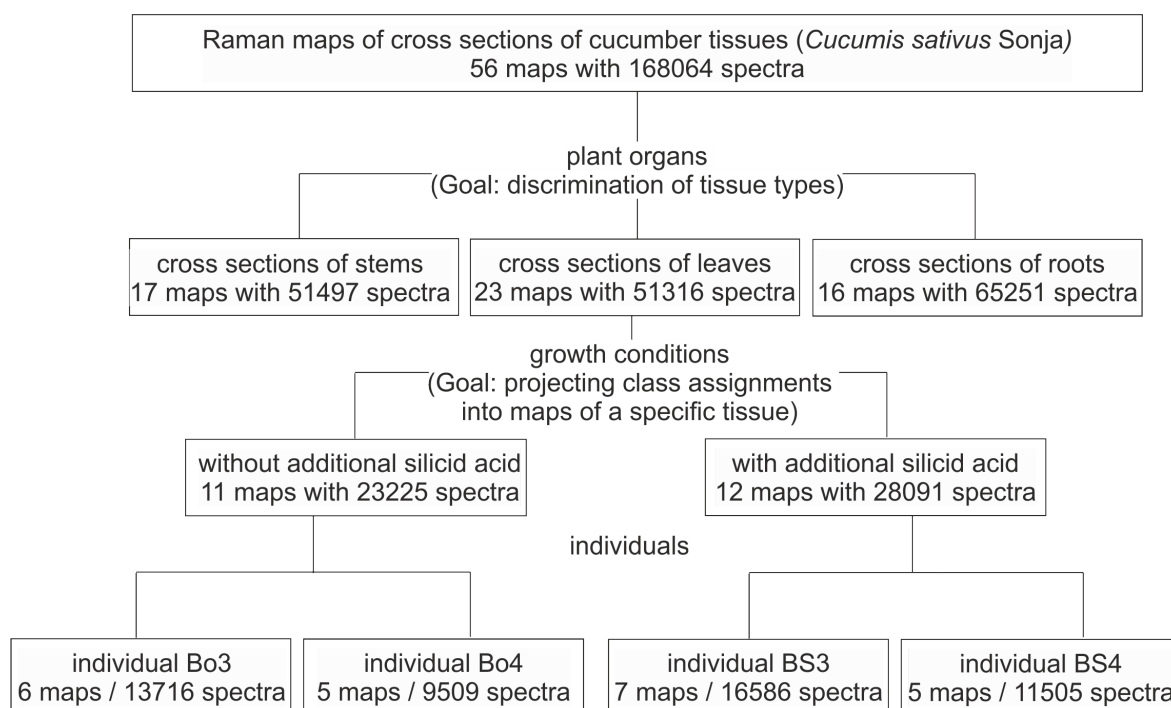 Raman maps of cross sections of cucumber tissues (Cucumis sativus Sonja)
56 maps with 168064 spectra
plant organs
(Goal: discrimination of tissue types)
cross sections of stems
17 maps with 51497 spectra
cross sections of leaves
23 maps with 51316 spectra
cross sections of roots
16 maps with 65251 spectra
growth conditions
(Goal: projecting class assignments
into maps of a specific tissue)
without additional silicid acid
11 maps with 23225 spectra
with additional silicid acid
12 maps with 28091 spectra
individuals
individual Bo3
6 maps / 13716 spectra
individual Bo4
5 maps / 9509 spectra
individual BS3
7 maps / 16586 spectra
individual BS4
5 maps / 11505 spectra